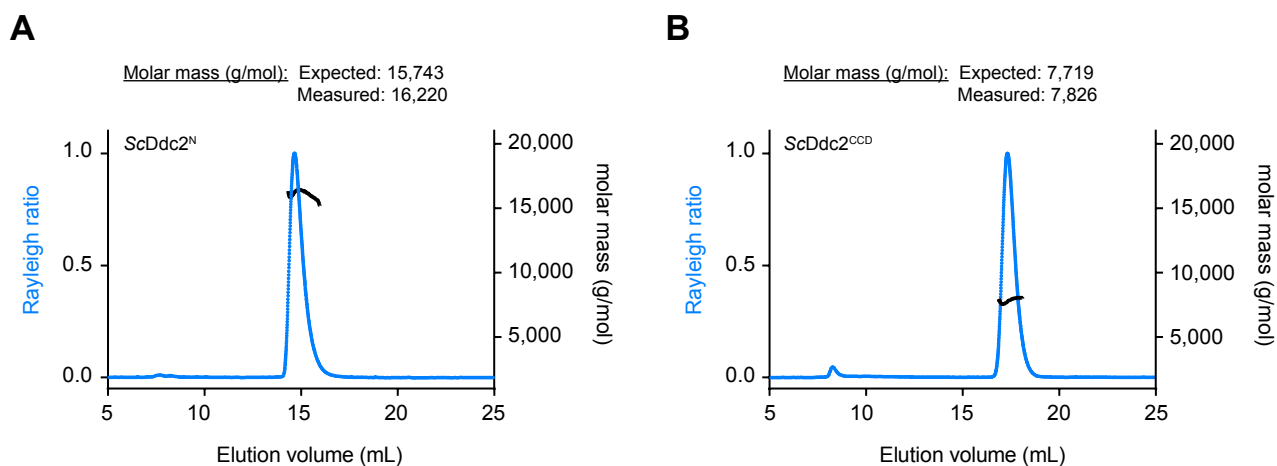 A
Molar mass (g/mol): Expected: 15,743
Measured: 16,220
ScDdc2ᴺ
1.0
0.5
0.0
Rayleigh ratio
20,000
15,000
10,000
5,000
molar mass (g/mol)
5 10 15 20 25
Elution volume (mL)
B
Molar mass (g/mol): Expected: 7,719
Measured: 7,826
ScDdc2CCD
1.0
0.5
0.0
Rayleigh ratio
20,000
15,000
10,000
5,000
molar mass (g/mol)
5 10 15 20 25
Elution volume (mL)